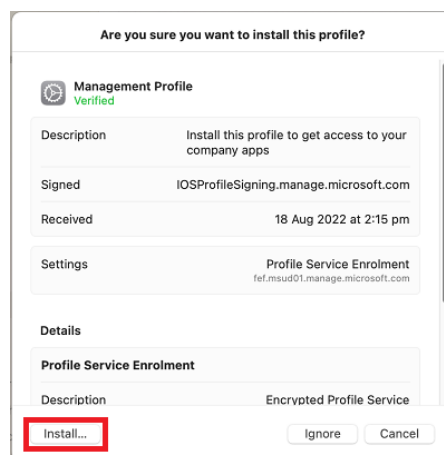 Are you sure you want to install this profile?
Management Profile
Verified
Description Install this profile to get access to your
company apps
Signed IOSProfileSigning.manage.microsoft.com
Received 18 Aug 2022 at 2:15 pm
Settings Profile Service Enrolment
fef.msud01.manage.microsoft.com
Details
Profile Service Enrolment
Description Encrypted Profile Service
Install... Ignore Cancel